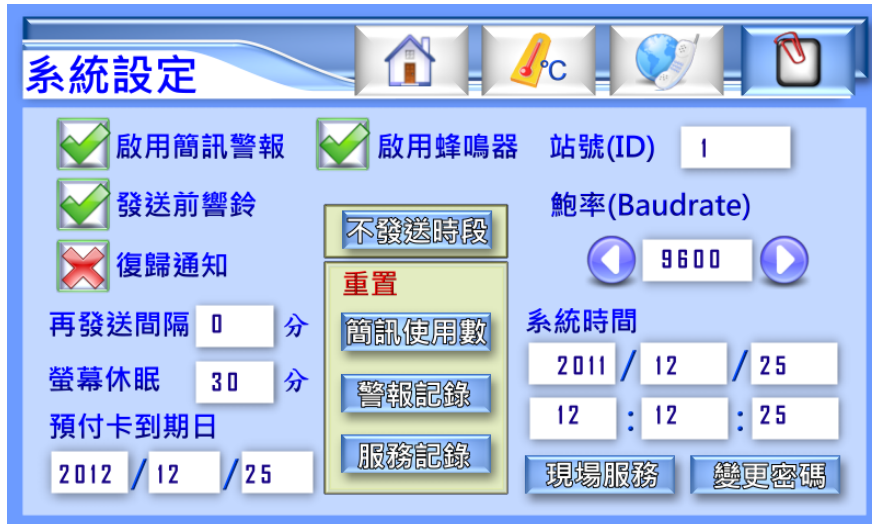 系統設定
°C
啟用簡訊警報
啟用蜂鳴器
站號(ID) 1
發送前響鈴
鮑率(Baudrate)
不發送時段
復歸通知
9600
重置
再發送間隔 0 分
簡訊使用數
系統時間
2011 / 12 / 25
螢幕休眠 30 分
警報記錄
12 : 12 : 25
預付卡到期日
服務記錄
2012 / 12 / 25
現場服務
變更密碼